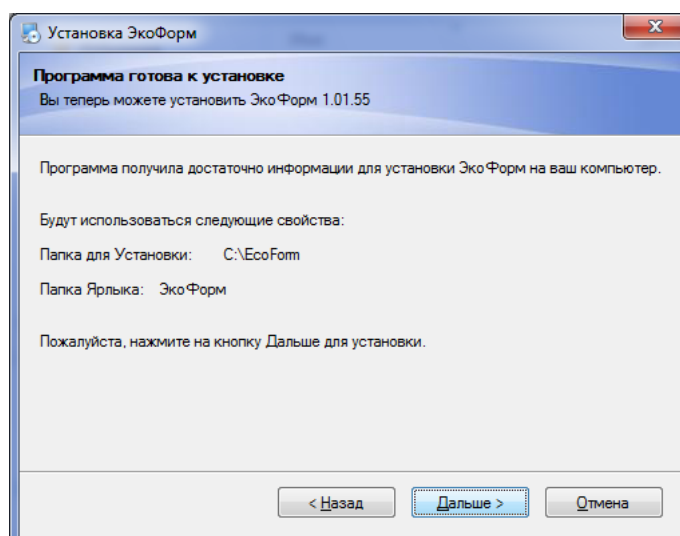 Установка ЭкоФорм
Программа готова к установке
Вы теперь можете установить ЭкоФорм 1.01.55
Программа получила достаточно информации для установки ЭкоФорм на ваш компьютер.
Будут использоваться следующие свойства:
Папка для Установки: C:\EcoForm
Папка Ярлыка: ЭкоФорм
Пожалуйста, нажмите на кнопку Дальше для установки.
< Назад Дальше > Отмена